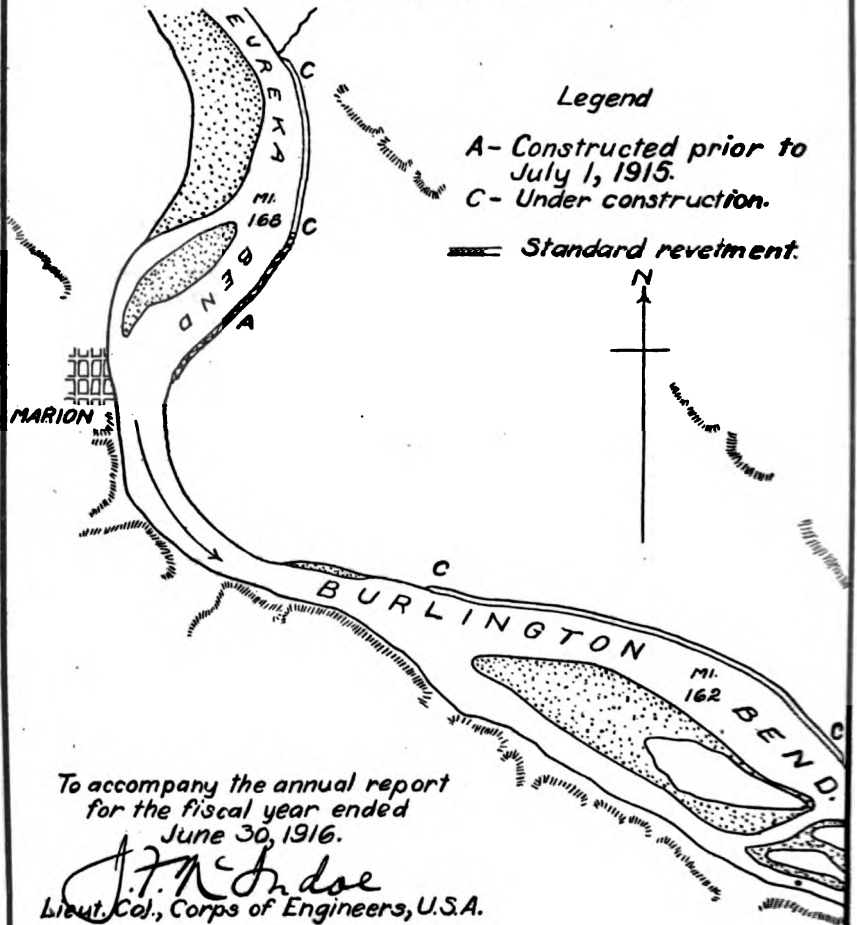 EUREKA BEND
C
Legend
A- Constructed prior to
July 1, 1915.
C- Under construction.
Standard revetment.
MI.
168
C
N
A
MARION
C
BURLINGTON BEND.
MI.
162
C
To accompany the annual report
for the fiscal year ended
June 30, 1916.
J.F. McIndoe
Lieut. Col., Corps of Engineers, U.S.A.